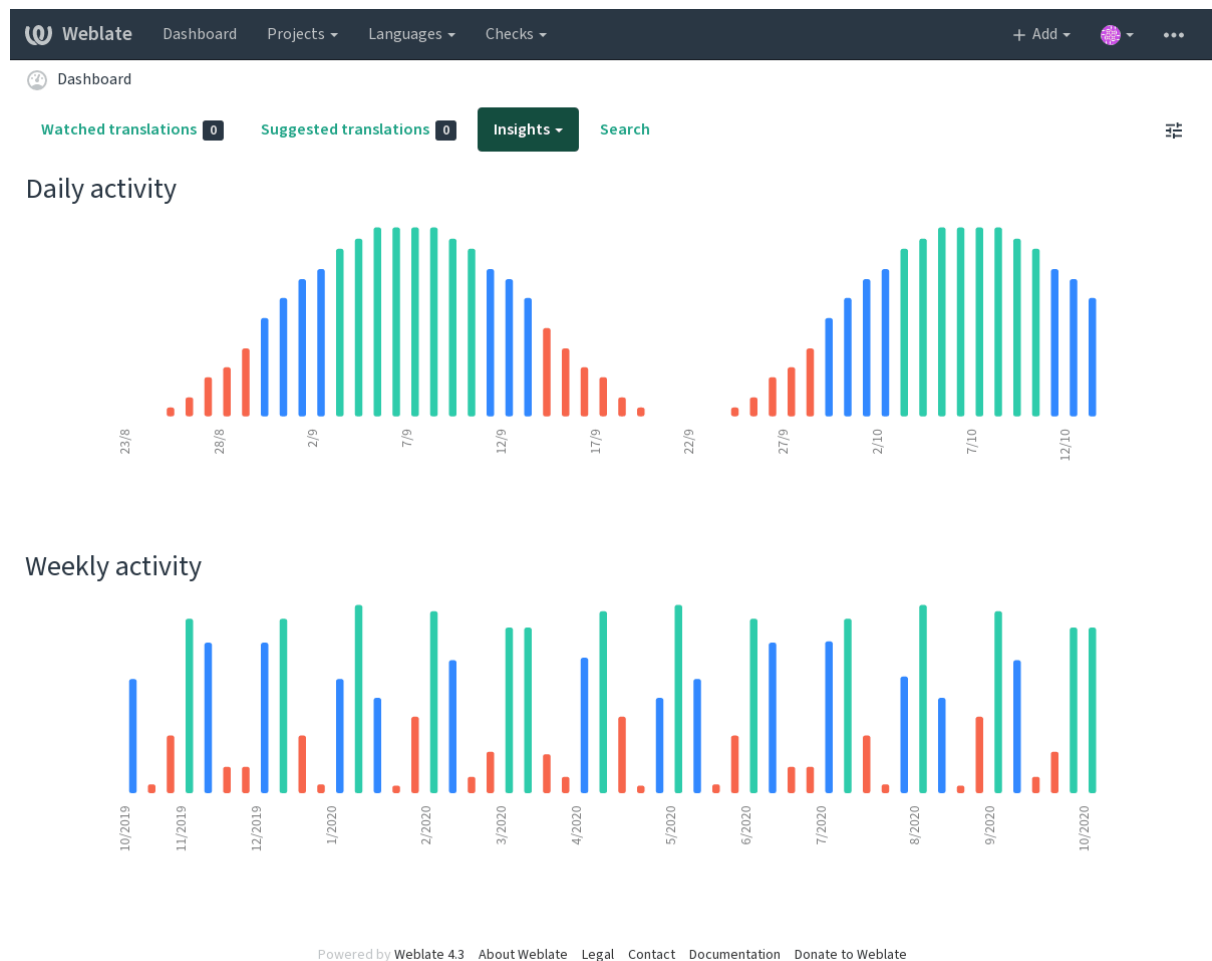 Weblate Dashboard Projects Languages Checks Add
Dashboard
Watched translations 0 Suggested translations 0 Insights Search
Daily activity
23/8 28/8 2/9 7/9 12/9 17/9 22/9 27/9 2/10 7/10 12/10
Weekly activity
10/2019 11/2019 12/2019 1/2020 2/2020 3/2020 4/2020 5/2020 6/2020 7/2020 8/2020 9/2020 10/2020
Powered by Weblate 4.3 About Weblate Legal Contact Documentation Donate to Weblate